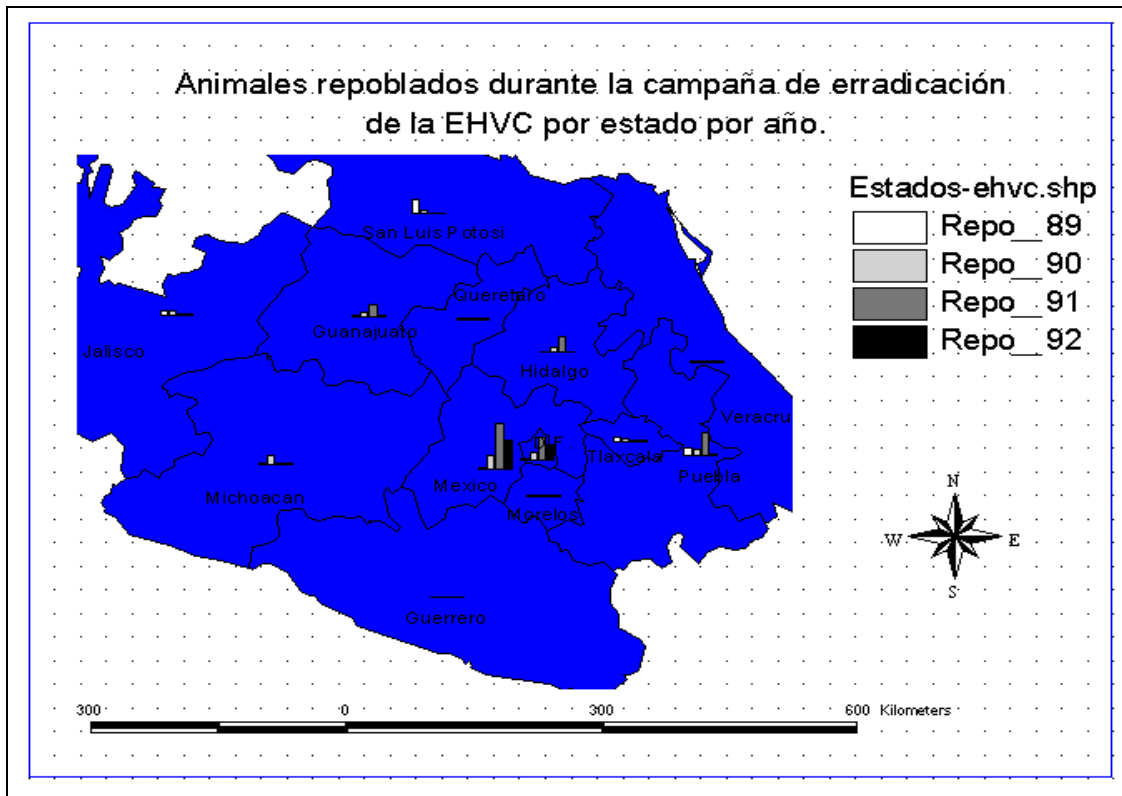 Animales repoblados durante la campaña de erradicación
de la EHVC por estado por año.
Estados-ehvc.shp
Repo__89
Repo__90
Repo__91
Repo__92
San Luis Potosi
Queretaro
Guanajuato
Jalisco
Hidalgo
Veracru
D.F.
Tlaxcala
Puebla
Mexico
Michoacan
Morelos
Guerrero
N
W E
S
300 0 300 600 Kilometers